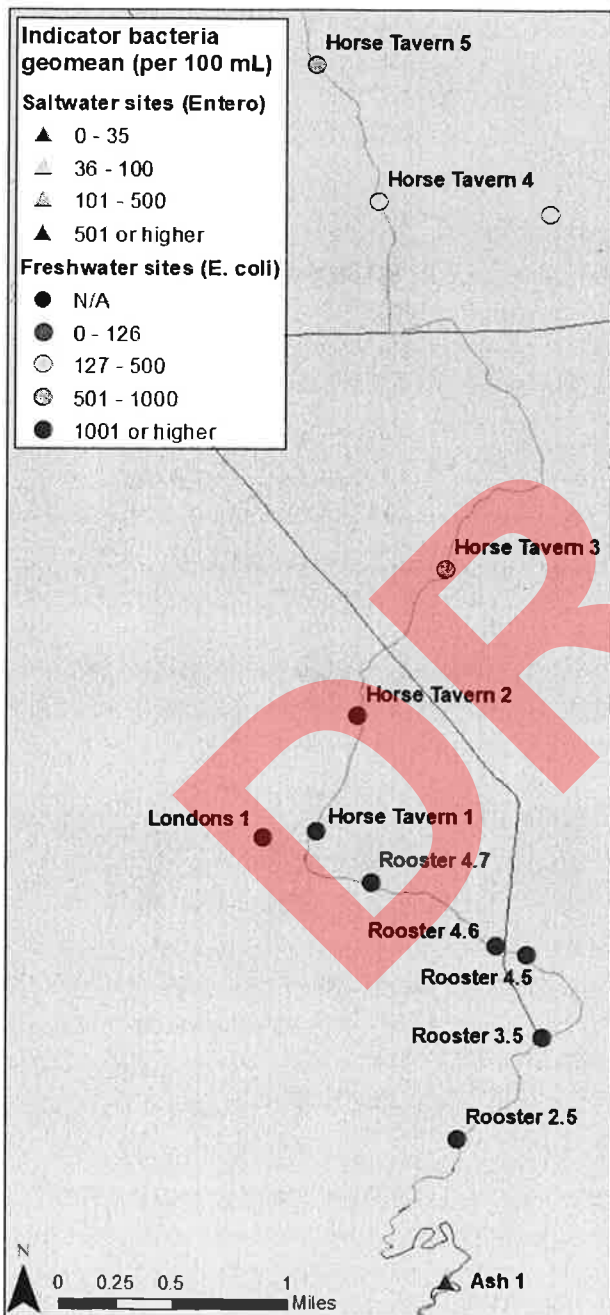 Indicator bacteria
geomean (per 100 mL)
Saltwater sites (Entero)
0 - 35
36 - 100
101 - 500
501 or higher
Freshwater sites (E. coli)
N/A
0 - 126
127 - 500
501 - 1000
1001 or higher
Horse Tavern 5
Horse Tavern 4
Horse Tavern 3
Horse Tavern 2
Londons 1
Horse Tavern 1
Rooster 4.7
Rooster 4.6
Rooster 4.5
Rooster 3.5
Rooster 2.5
Ash 1
N
0 0.25 0.5 1
Miles
DR